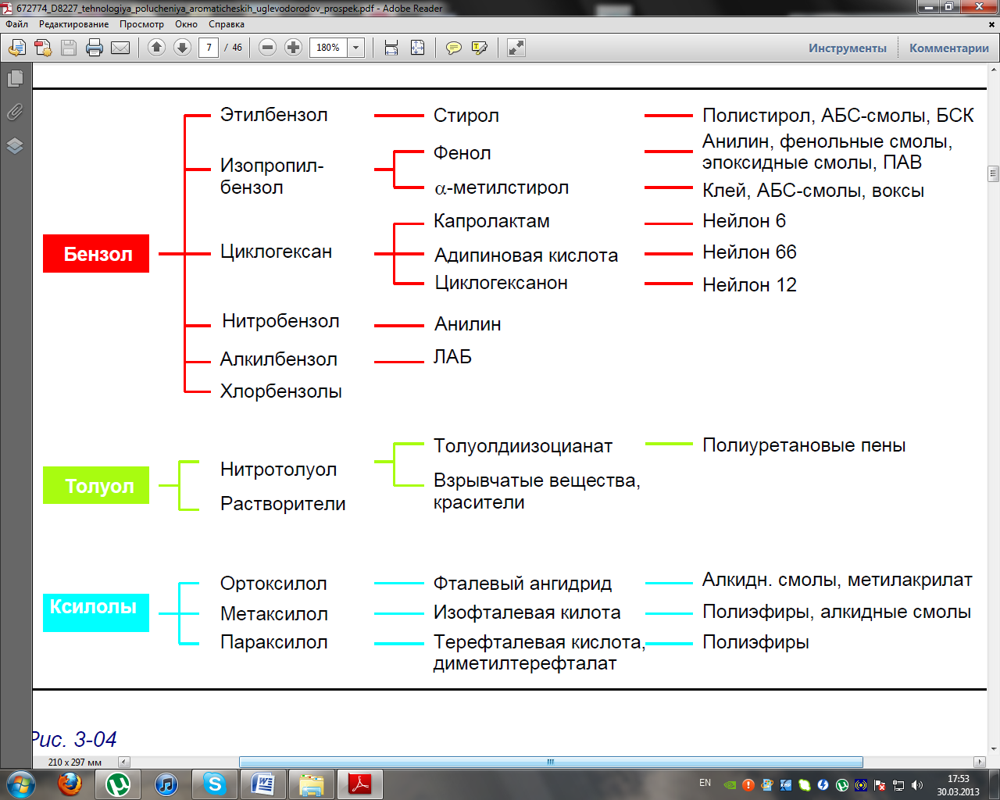 672774_D8227_tehnologiya_polucheniya_aromaticheskih_uglevodorodov_prospek.pdf - Adobe Reader
Файл Редактирование Просмотр Окно Справка
7 / 46 180% Инструменты Комментарии
Этилбензол Стирол Полистирол, АБС-смолы, БСК
Изопропил-
бензол
Фенол Анилин, фенольные смолы,
эпоксидные смолы, ПАВ
α-метилстирол Клей, АБС-смолы, воксы
Бензол
Циклогексан
Капролактам Нейлон 6
Адипиновая кислота Нейлон 66
Циклогексанон Нейлон 12
Нитробензол Анилин
Алкилбензол ЛАБ
Хлорбензолы
Толуол
Нитротолуол
Толуолдиизоцианат Полиуретановые пены
Взрывчатые вещества,
красители
Растворители
Ксилолы
Ортоксилол Фталевый ангидрид Алкидн. смолы, метилакрилат
Метаксилол Изофталевая килота Полиэфиры, алкидные смолы
Параксилол Терефталевая кислота,
диметилтерефталат
Полиэфиры
Рис. 3-04
210 x 297 мм
EN
17:53
30.03.2013